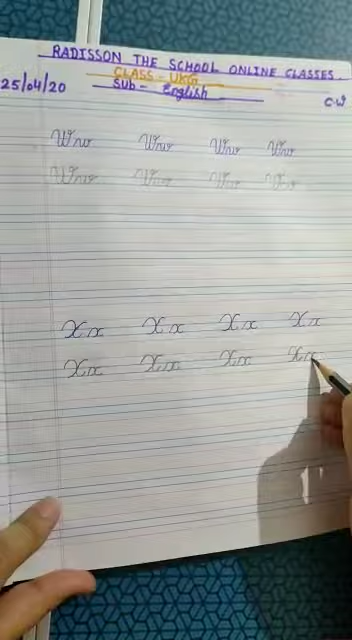 RADISSON THE SCHOOL ONLINE CLASSES.
CLASS - UKG
25/04/20 Sub - English C.W
Ww Ww Ww Ww
Ww Ww Ww Ww
Xx Xx Xx Xx
Xx Xx Xx Xx